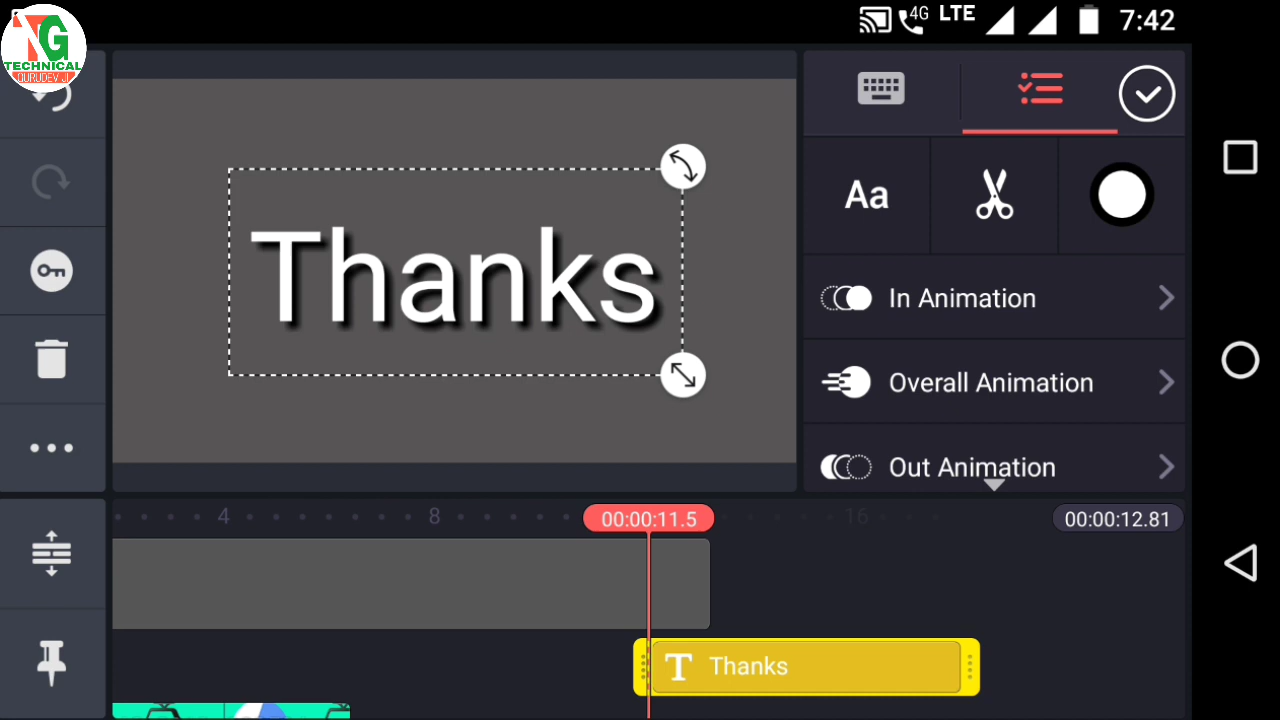 4G LTE 7:42
TG
TECHNICAL
GURUDEV JI
Thanks
Aa
In Animation
Overall Animation
Out Animation
4 8 00:00:11.5 16 00:00:12.81
T Thanks